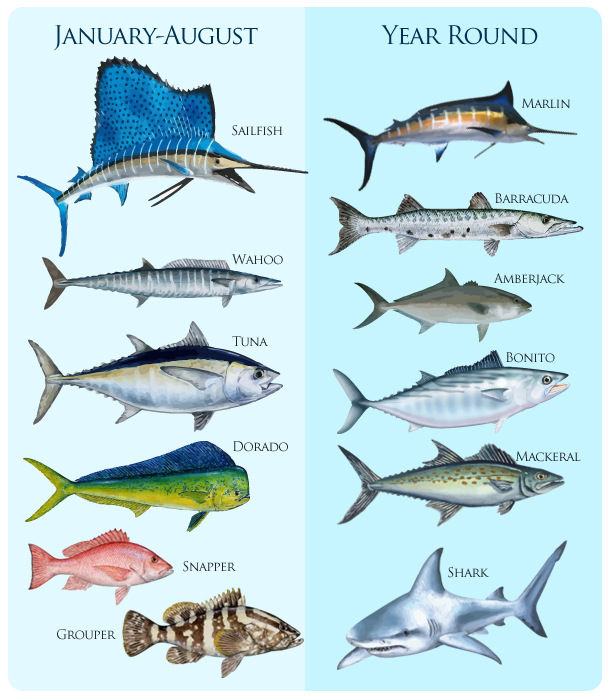 January-August
Sailfish
Wahoo
Tuna
Dorado
Snapper
Grouper
Year Round
Marlin
Barracuda
Amberjack
Bonito
Mackeral
Shark